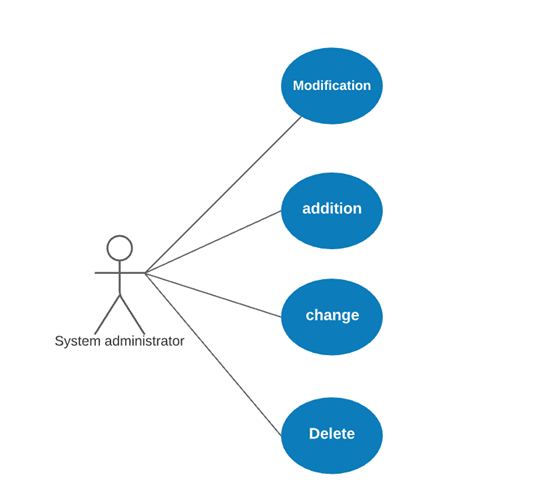 Modification
addition
change
System administrator
Delete